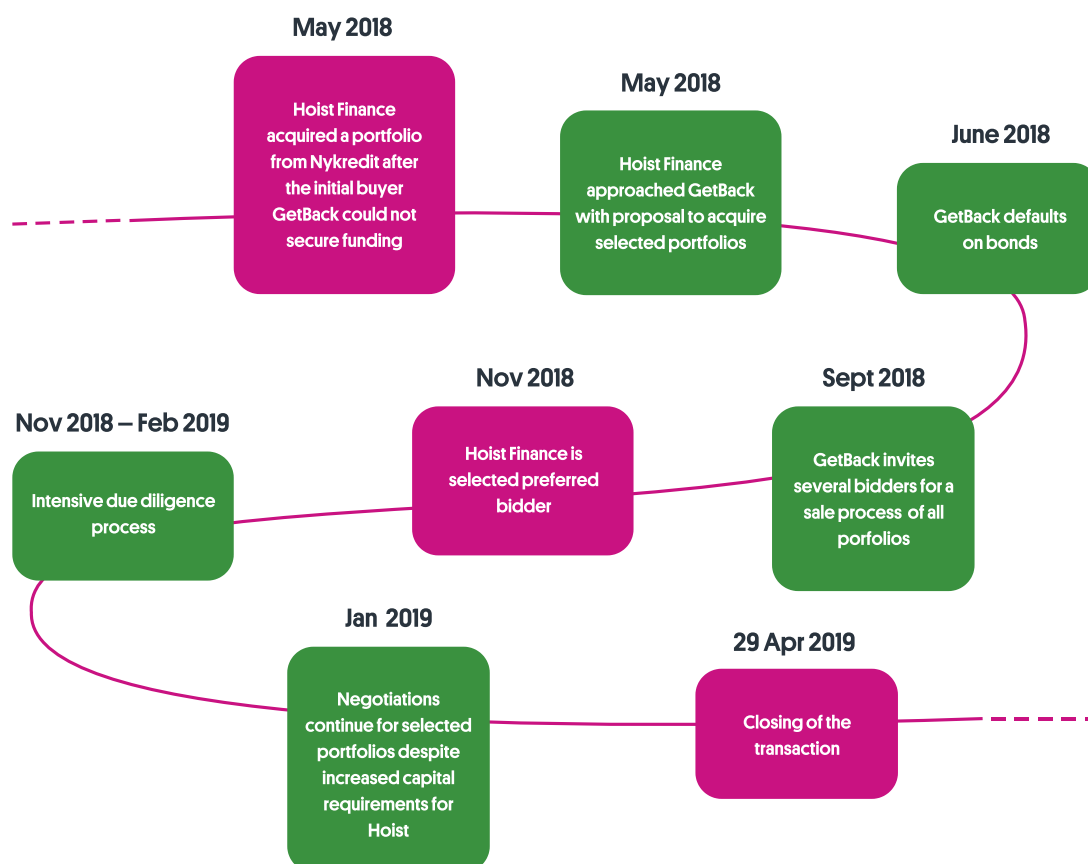 May 2018
Hoist Finance
acquired a portfolio
from Nykredit after
the initial buyer
GetBack could not
secure funding
May 2018
Hoist Finance
approached GetBack
with proposal to acquire
selected portfolios
June 2018
GetBack defaults
on bonds
Sept 2018
GetBack invites
several bidders for a
sale process of all
porfolios
Nov 2018
Hoist Finance is
selected preferred
bidder
Nov 2018 – Feb 2019
Intensive due diligence
process
Jan 2019
Negotiations
continue for selected
portfolios despite
increased capital
requirements for
Hoist
29 Apr 2019
Closing of the
transaction